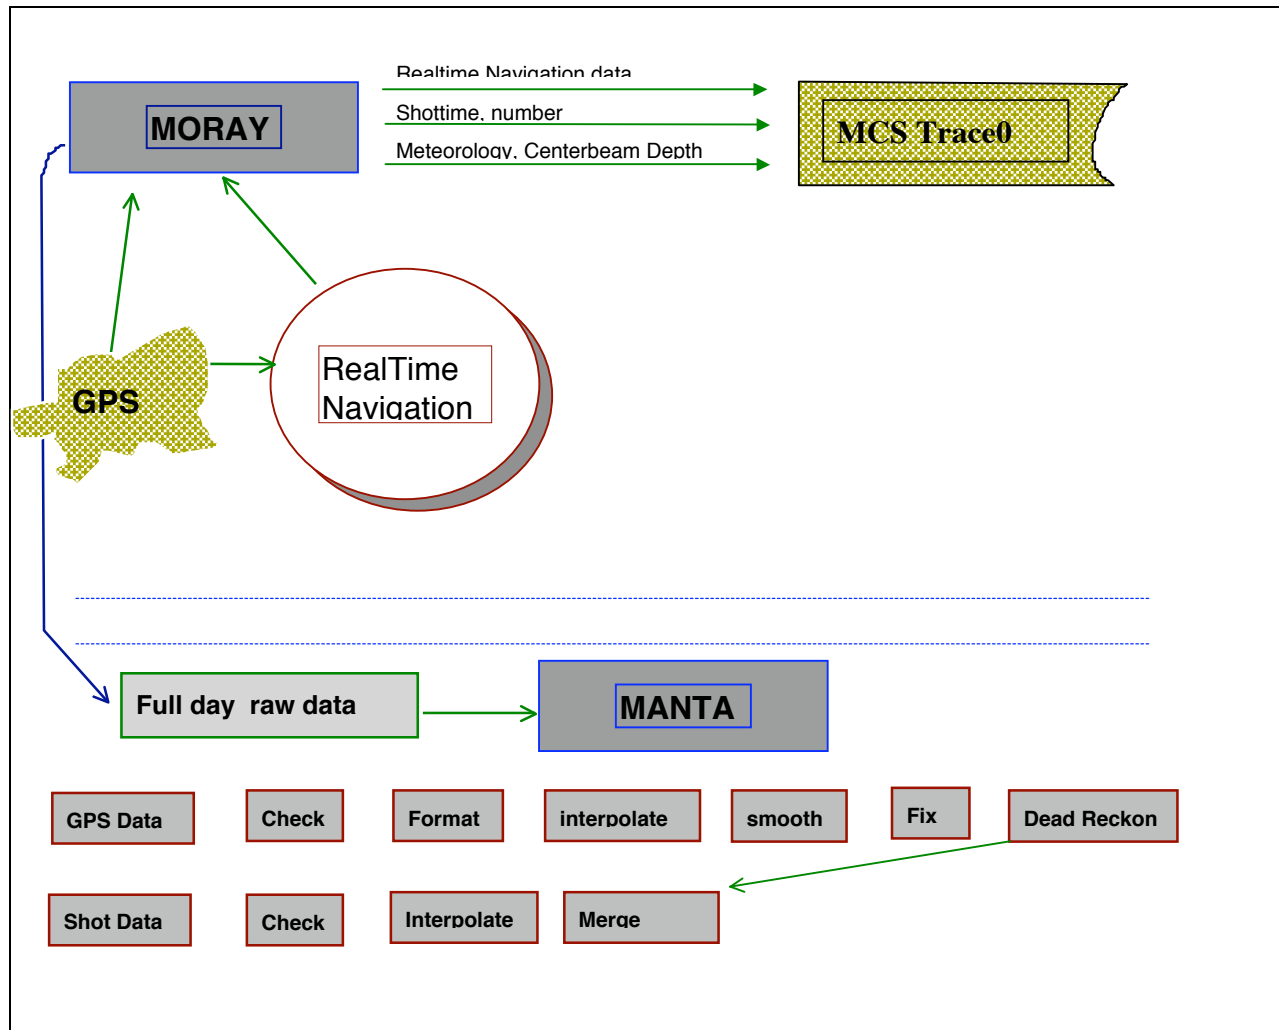 Realtime Navigation data
MORAY
Shottime, number
MCS Trace0
Meteorology, Centerbeam Depth
GPS
RealTime
Navigation
Full day raw data
MANTA
GPS Data
Check
Format
interpolate
smooth
Fix
Dead Reckon
Shot Data
Check
Interpolate
Merge